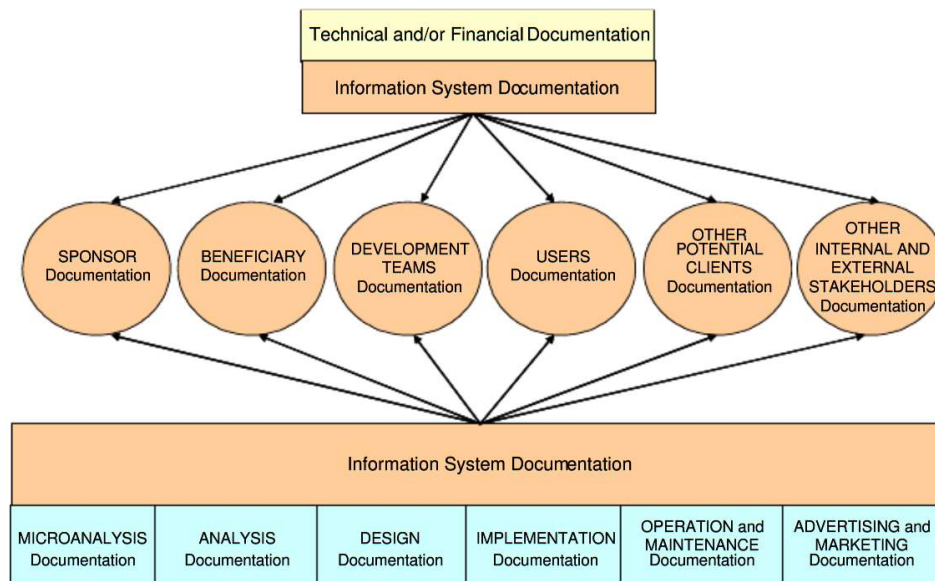 Technical and/or Financial Documentation
Information System Documentation
SPONSOR
Documentation
BENEFICIARY
Documentation
DEVELOPMENT
TEAMS
Documentation
USERS
Documentation
OTHER
POTENTIAL
CLIENTS
Documentation
OTHER
INTERNAL AND
EXTERNAL
STAKEHOLDERS
Documentation
Information System Documentation
MICROANALYSIS
Documentation
ANALYSIS
Documentation
DESIGN
Documentation
IMPLEMENTATION
Documentation
OPERATION and
MAINTENANCE
Documentation
ADVERTISING and
MARKETING
Documentation